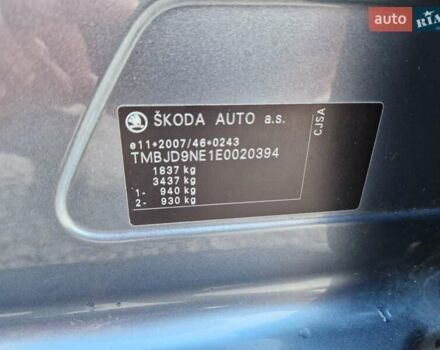 auto RIA
ŠKODA AUTO a.s.
e11*2007/46*0243
TMBJD9NE1E0020394
1837 kg
3437 kg
1- 940 kg
2- 930 kg
CJSA